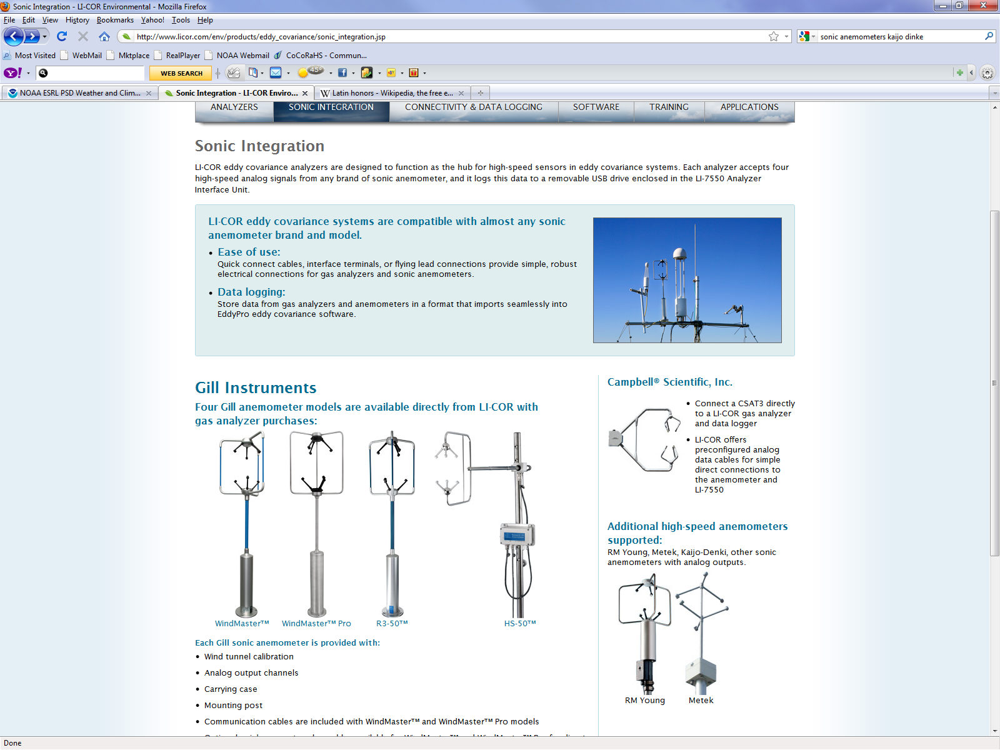 Sonic Integration - LI-COR Environmental - Mozilla Firefox
File Edit View History Bookmarks Yahoo! Tools Help
http://www.licor.com/env/products/eddy_covariance/sonic_integration.jsp
sonic anemometers kaijo dinke
Most Visited WebMail Mktplace RealPlayer NOAA Webmail CoCoRaHS - Commun...
Y! WEB SEARCH 45°
NOAA ESRL PSD Weather and Clim... Sonic Integration - LI-COR Enviro... W Latin honors - Wikipedia, the free e...
ANALYZERS SONIC INTEGRATION CONNECTIVITY & DATA LOGGING SOFTWARE TRAINING APPLICATIONS
Sonic Integration
LI-COR eddy covariance analyzers are designed to function as the hub for high-speed sensors in eddy covariance systems. Each analyzer accepts four
high-speed analog signals from any brand of sonic anemometer, and it logs this data to a removable USB drive enclosed in the LI-7550 Analyzer
Interface Unit.
LI-COR eddy covariance systems are compatible with almost any sonic
anemometer brand and model.
• Ease of use:
Quick connect cables, interface terminals, or flying lead connections provide simple, robust
electrical connections for gas analyzers and sonic anemometers.
• Data logging:
Store data from gas analyzers and anemometers in a format that imports seamlessly into
EddyPro eddy covariance software.
Gill Instruments
Four Gill anemometer models are available directly from LI-COR with
gas analyzer purchases:
WindMaster™ WindMaster™ Pro R3-50™ HS-50™
Each Gill sonic anemometer is provided with:
• Wind tunnel calibration
• Analog output channels
• Carrying case
• Mounting post
• Communication cables are included with WindMaster™ and WindMaster™ Pro models
Campbell® Scientific, Inc.
• Connect a CSAT3 directly
to a LI-COR gas analyzer
and data logger
• LI-COR offers
preconfigured analog
data cables for simple
direct connections to
the anemometer and
LI-7550
Additional high-speed anemometers
supported:
RM Young, Metek, Kaijo-Denki, other sonic
anemometers with analog outputs.
RM Young Metek
Done